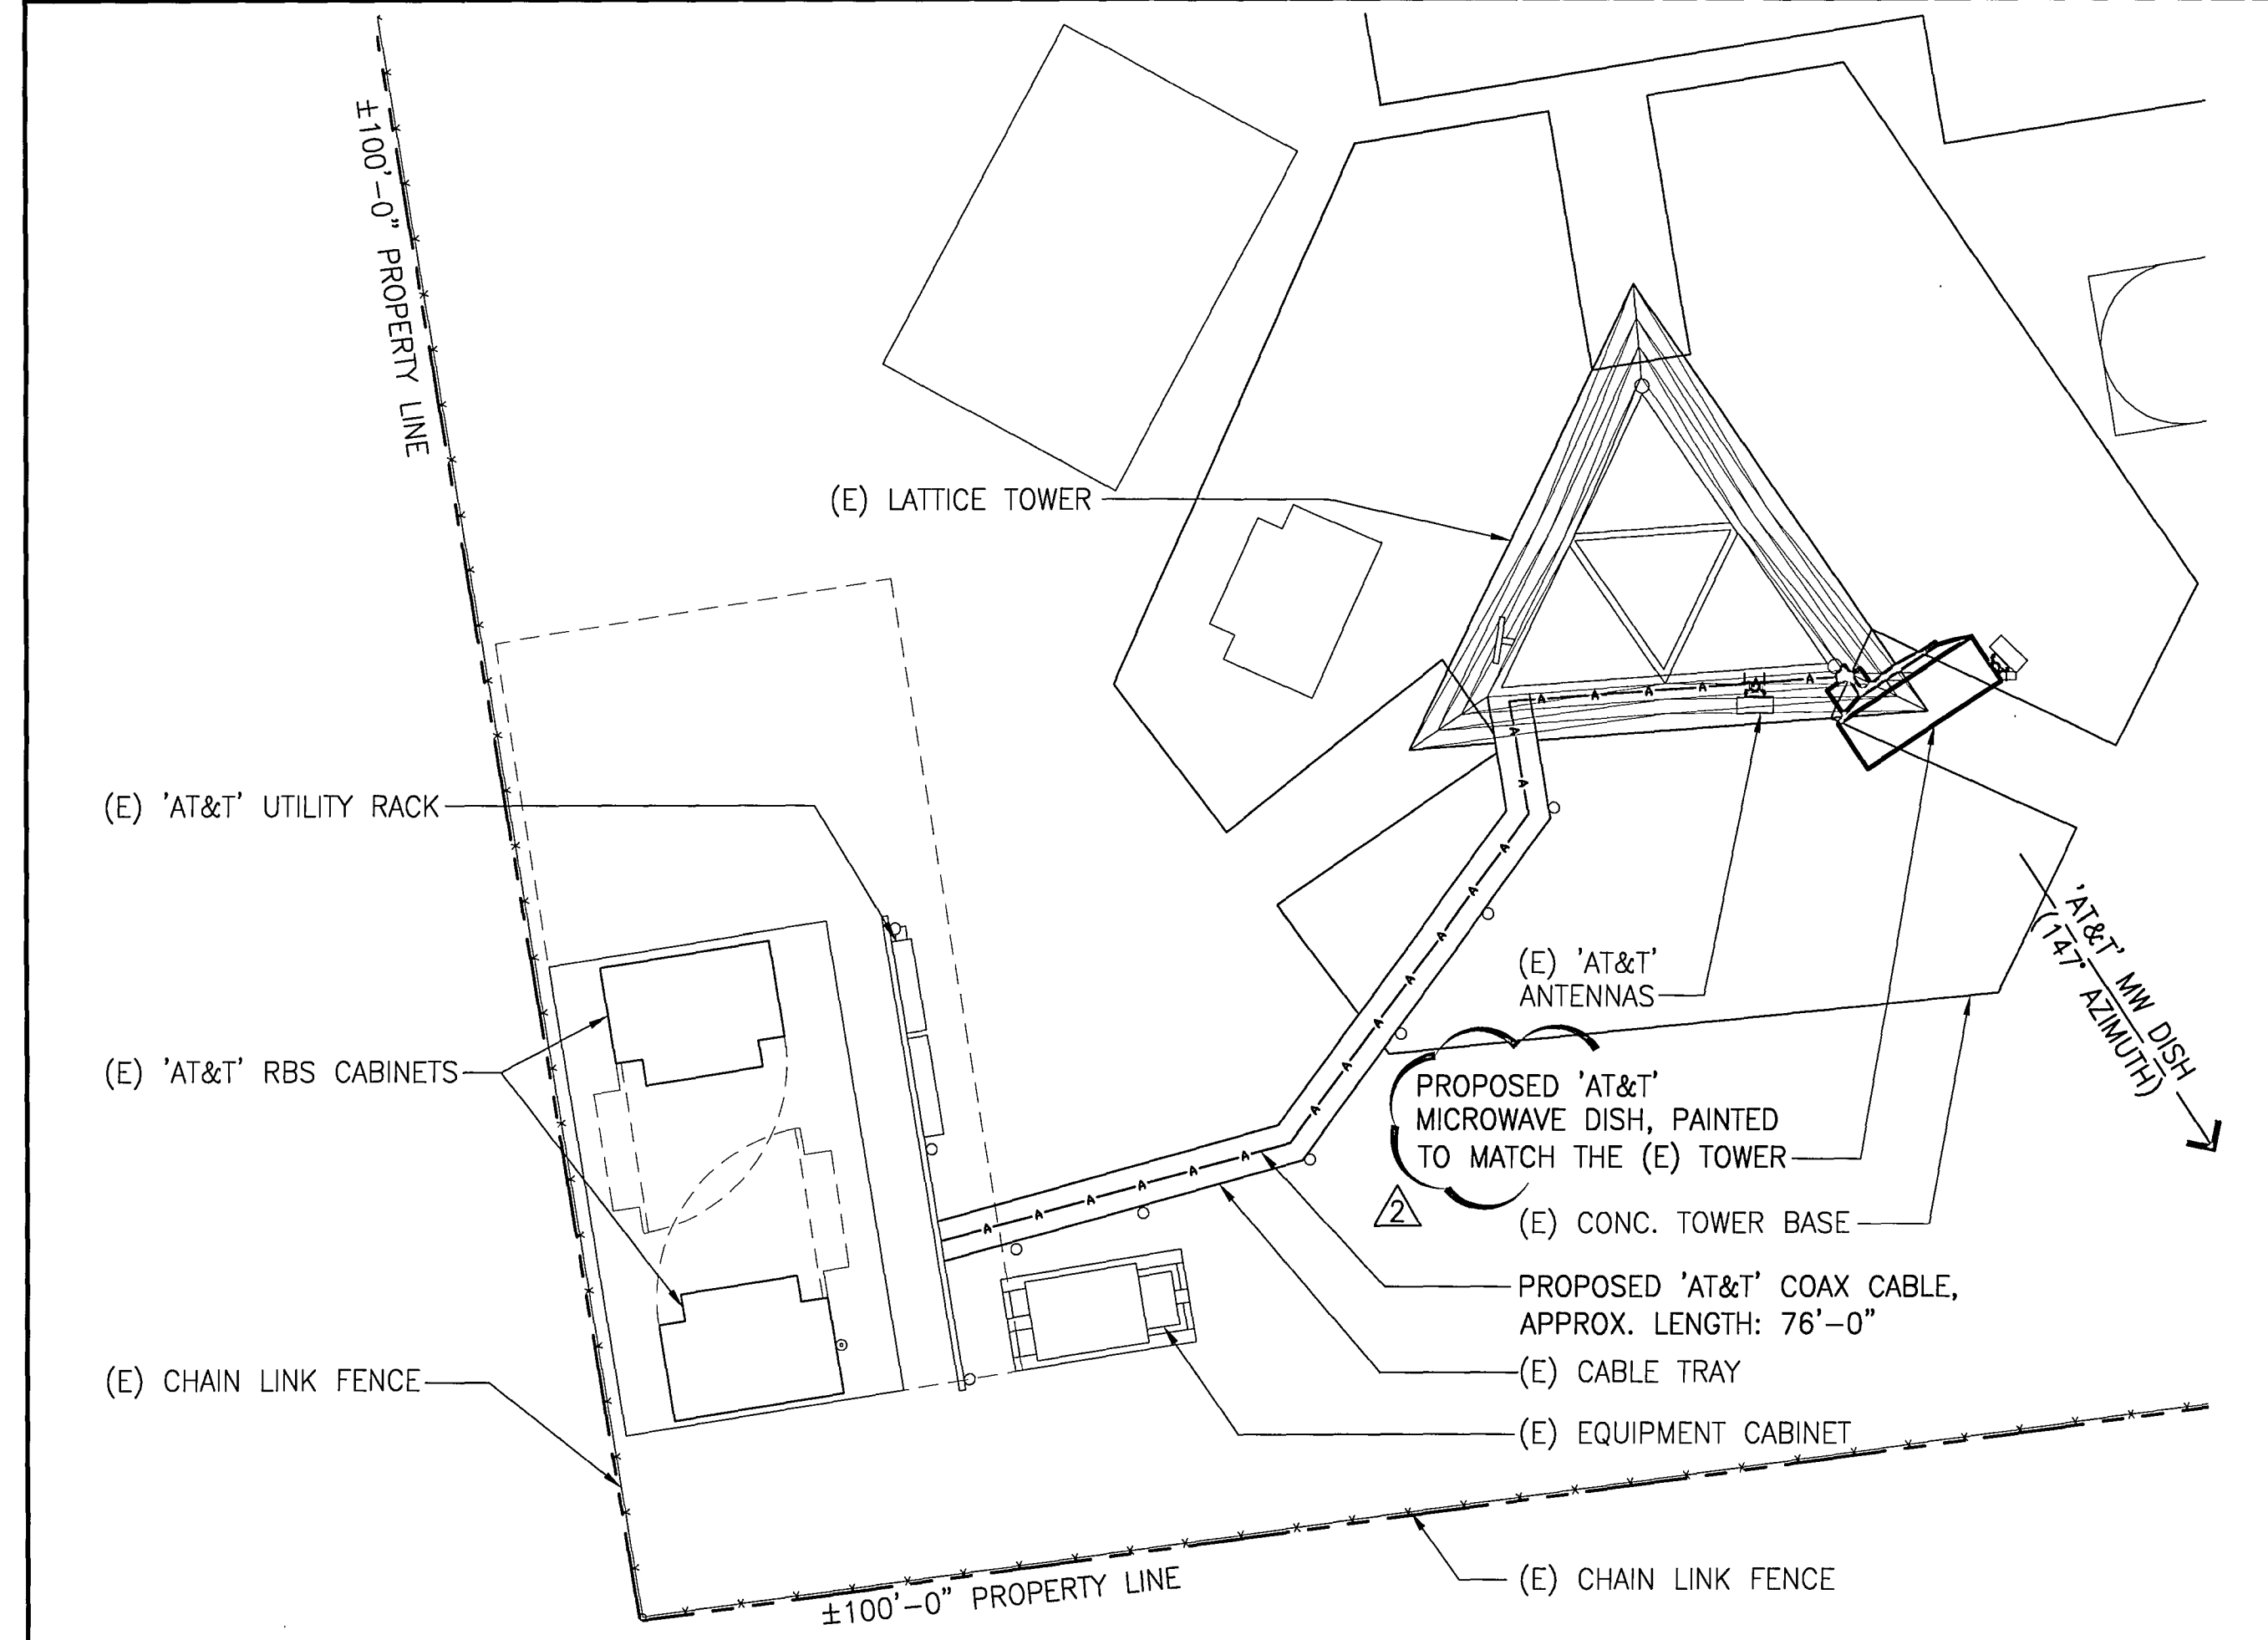 ±100'-0" PROPERTY LINE
(E) LATTICE TOWER
(E) 'AT&T' UTILITY RACK
(E) 'AT&T'
ANTENNAS
'AT&T' MW DISH
(147° AZIMUTH)
(E) 'AT&T' RBS CABINETS
PROPOSED 'AT&T'
MICROWAVE DISH, PAINTED
TO MATCH THE (E) TOWER
2
(E) CONC. TOWER BASE
PROPOSED 'AT&T' COAX CABLE,
APPROX. LENGTH: 76'-0"
(E) CABLE TRAY
(E) CHAIN LINK FENCE
(E) EQUIPMENT CABINET
(E) CHAIN LINK FENCE
±100'-0" PROPERTY LINE